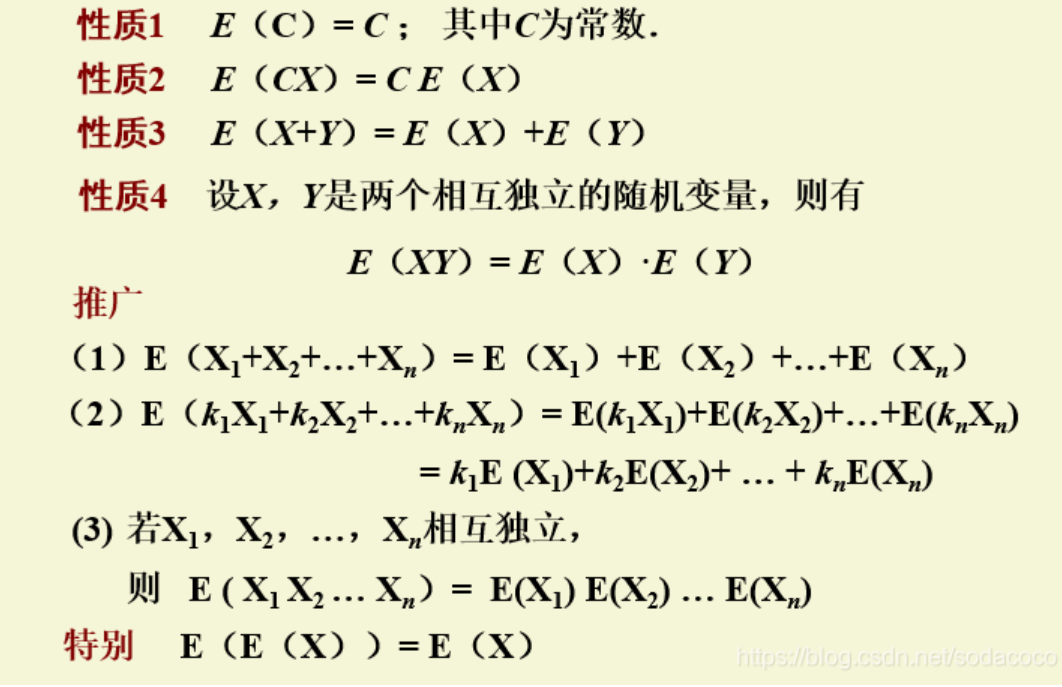 性质1 E（C）= C； 其中C为常数.
性质2 E（CX）= C E（X）
性质3 E（X+Y）= E（X）+E（Y）
性质4 设X，Y是两个相互独立的随机变量，则有
E（XY）= E（X）·E（Y）
推广
（1）E（X₁+X₂+…+Xₙ）= E（X₁）+E（X₂）+…+E（Xₙ）
（2）E（k₁X₁+k₂X₂+…+kₙXₙ）= E(k₁X₁)+E(k₂X₂)+…+E(kₙXₙ)
= k₁E (X₁)+k₂E(X₂)+ … + kₙE(Xₙ)
(3) 若X₁，X₂，…，Xₙ相互独立，
则 E ( X₁ X₂ … Xₙ）= E(X₁) E(X₂) … E(Xₙ)
特别 E（E（X））= E（X）
https://blog.csdn.net/sodacoco